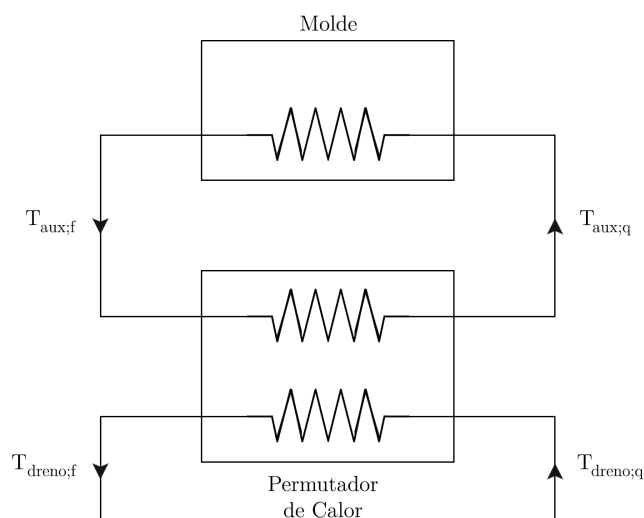 Molde
T_aux;f
T_aux;q
T_dreno;f
T_dreno;q
Permutador
de Calor